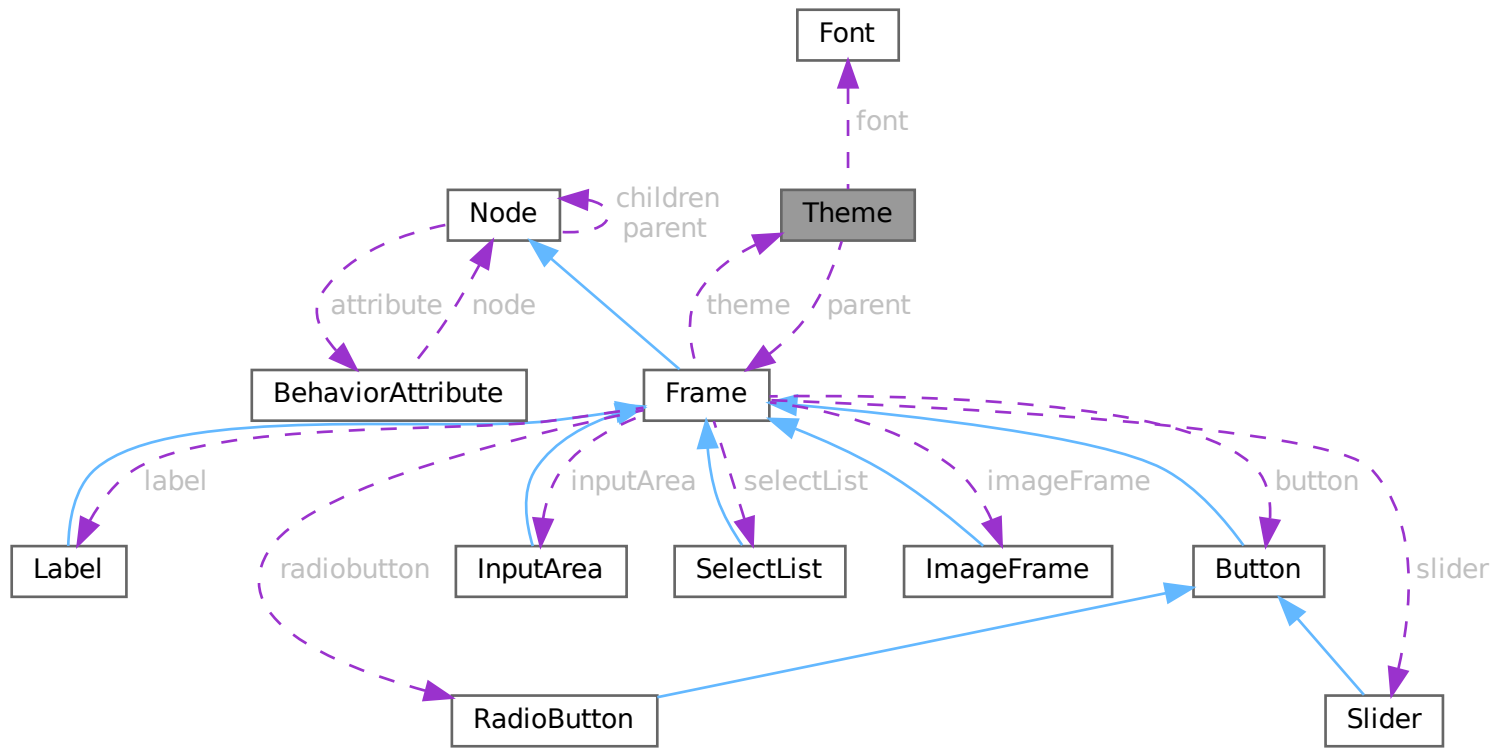 Font
font
Node
children
parent
Theme
attribute
node
theme
parent
BehaviorAttribute
Frame
label
inputArea
selectList
imageFrame
button
Label
radiobutton
InputArea
SelectList
ImageFrame
Button
slider
RadioButton
Slider